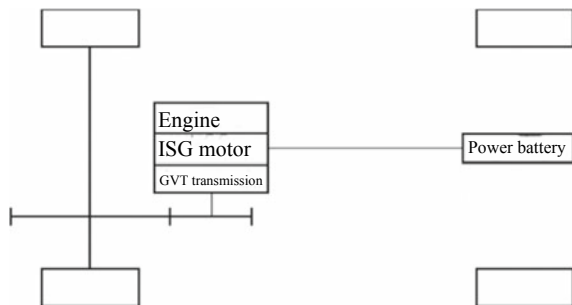 Engine
ISG motor
Power battery
GVT transmission